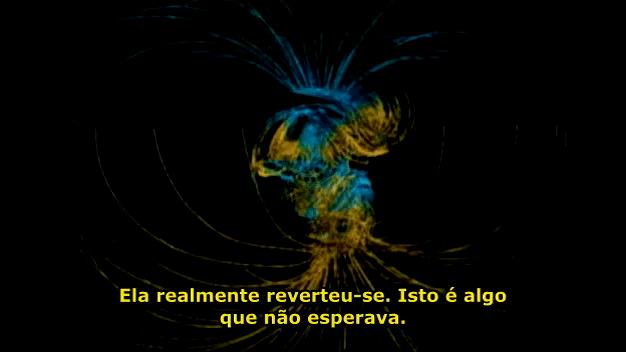 Ela realmente reverteu-se. Isto é algo
que não esperava.